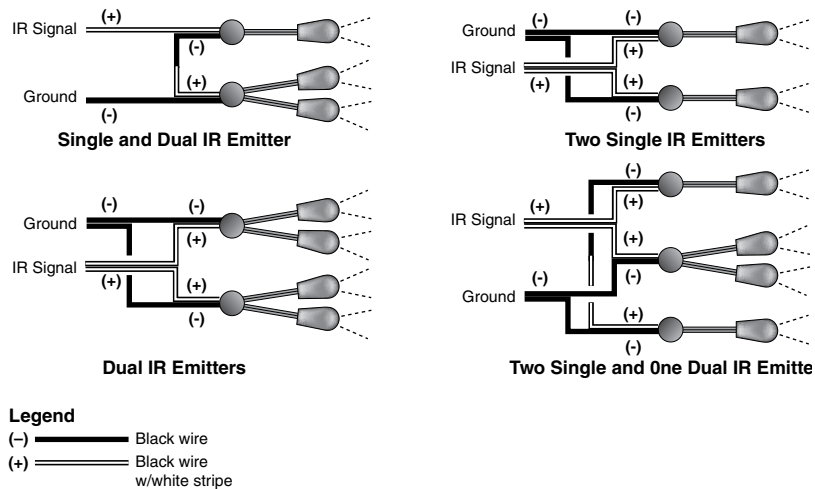 IR Signal (+)
(-)
(+)
Ground
(-)
Single and Dual IR Emitter
(-) (-)
Ground
(+)
IR Signal
(+) (+)
(-)
Two Single IR Emitters
(-) (-)
Ground
(+)
IR Signal
(+) (+)
(-)
Dual IR Emitters
(-)
(+)
IR Signal (+)
(+)
(-)
Ground (-)
(+)
(-)
Two Single and 0ne Dual IR Emitte
Legend
(–) Black wire
(+) Black wire
w/white stripe